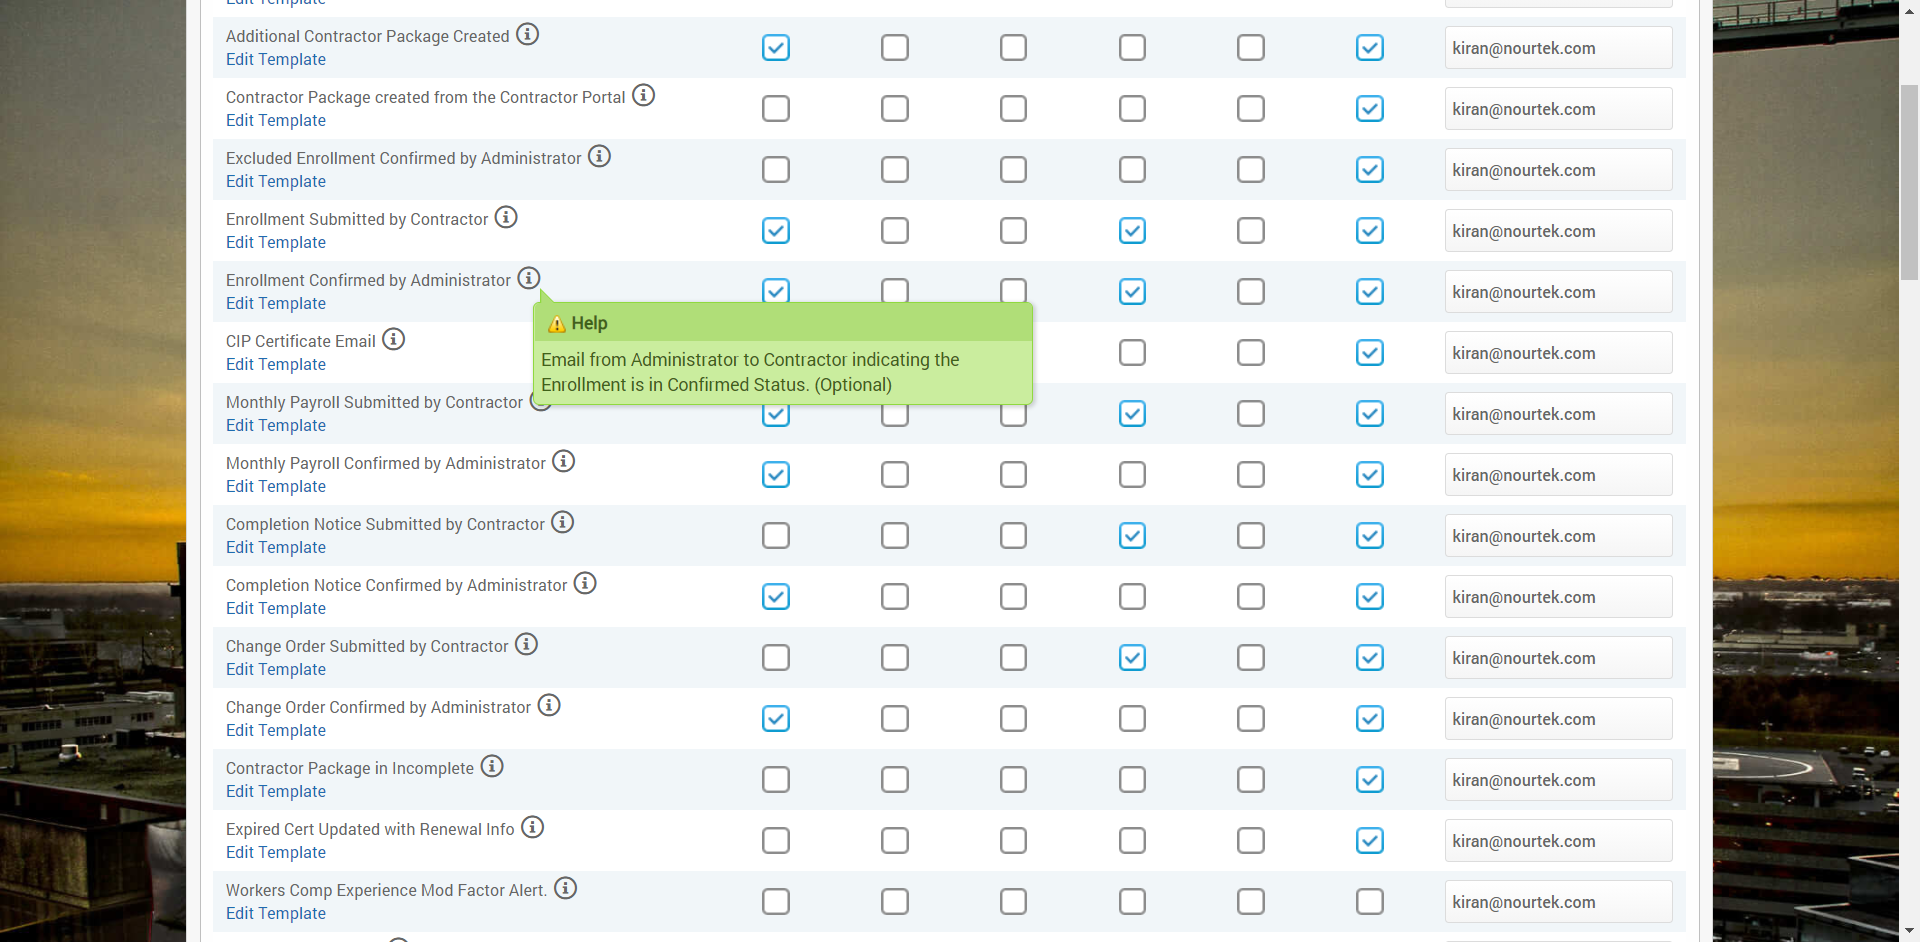 Edit Template
Additional Contractor Package Created
Edit Template
kiran@nourtek.com
Contractor Package created from the Contractor Portal
Edit Template
kiran@nourtek.com
Excluded Enrollment Confirmed by Administrator
Edit Template
kiran@nourtek.com
Enrollment Submitted by Contractor
Edit Template
kiran@nourtek.com
Enrollment Confirmed by Administrator
Edit Template
kiran@nourtek.com
Help
Email from Administrator to Contractor indicating the
Enrollment is in Confirmed Status. (Optional)
CIP Certificate Email
Edit Template
kiran@nourtek.com
Monthly Payroll Submitted by Contractor
Edit Template
kiran@nourtek.com
Monthly Payroll Confirmed by Administrator
Edit Template
kiran@nourtek.com
Completion Notice Submitted by Contractor
Edit Template
kiran@nourtek.com
Completion Notice Confirmed by Administrator
Edit Template
kiran@nourtek.com
Change Order Submitted by Contractor
Edit Template
kiran@nourtek.com
Change Order Confirmed by Administrator
Edit Template
kiran@nourtek.com
Contractor Package in Incomplete
Edit Template
kiran@nourtek.com
Expired Cert Updated with Renewal Info
Edit Template
kiran@nourtek.com
Workers Comp Experience Mod Factor Alert.
Edit Template
kiran@nourtek.com